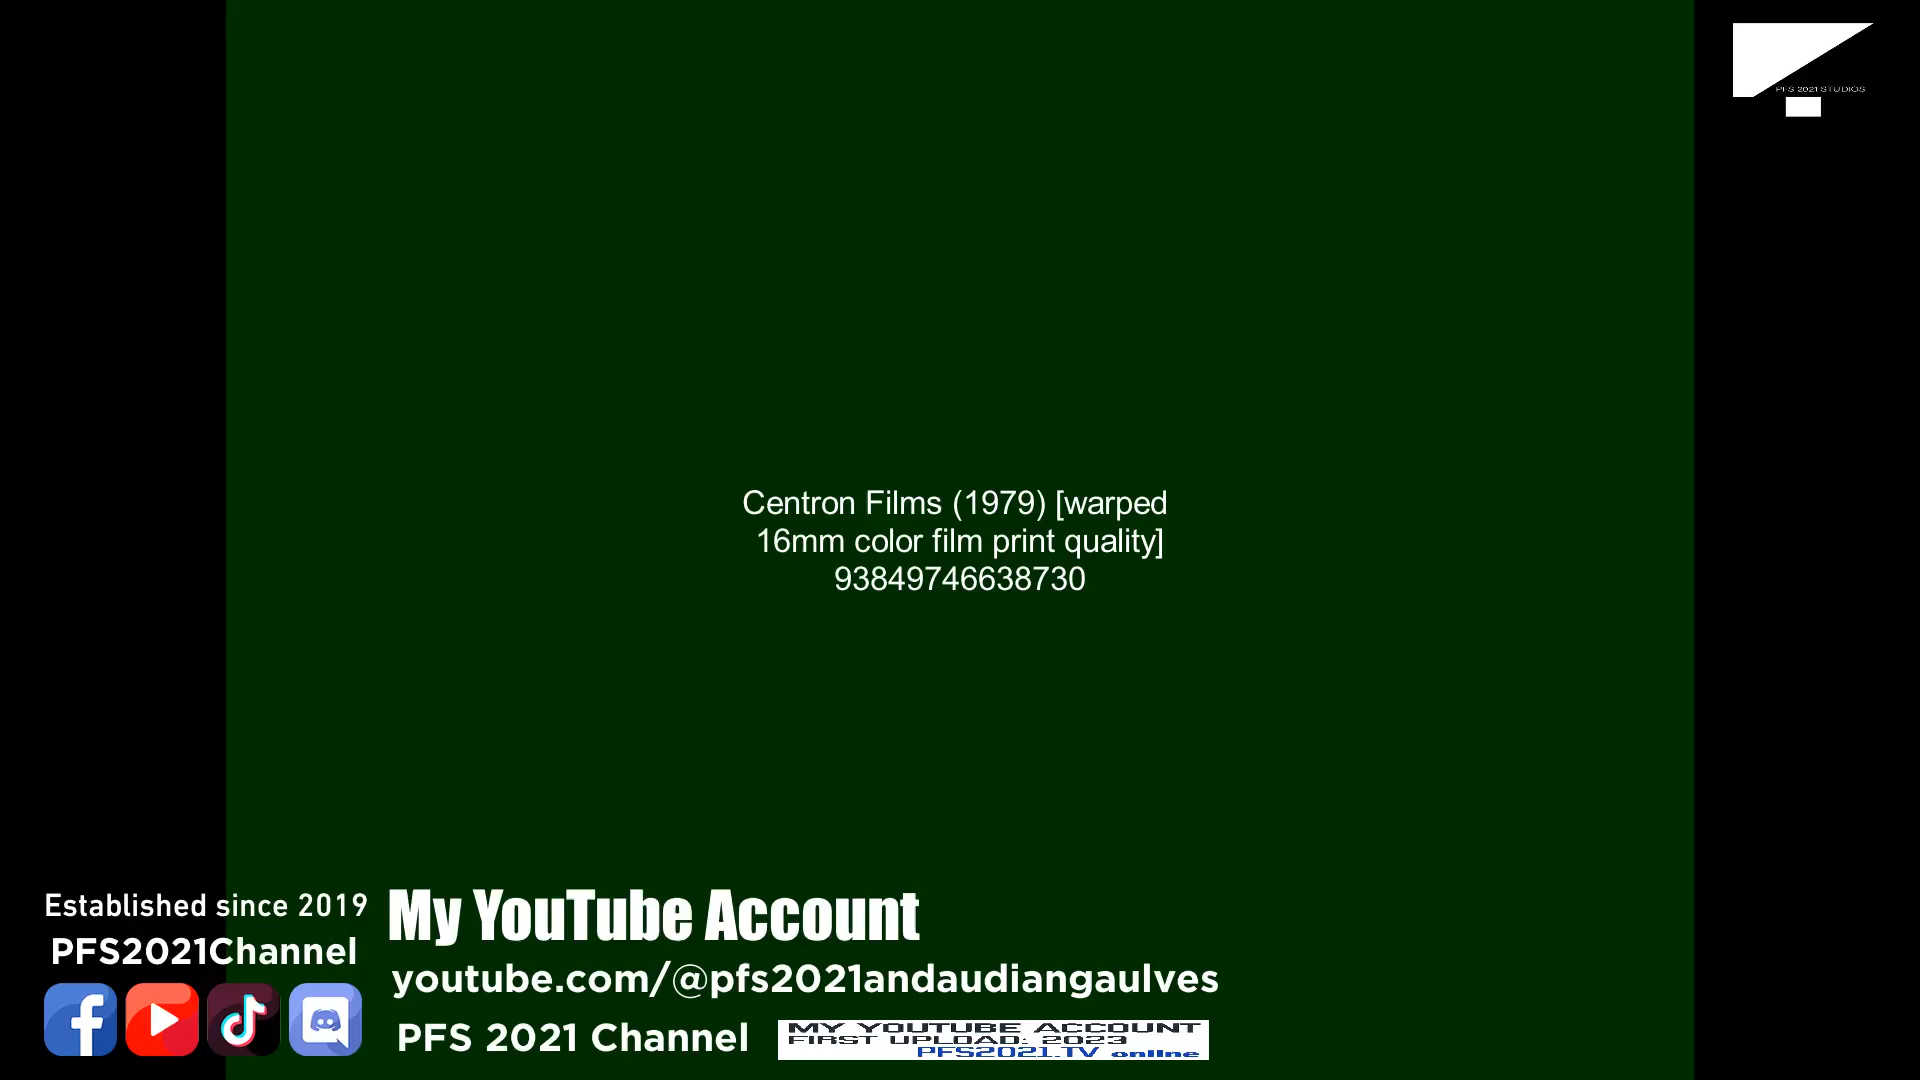 PFS 2021 STUDIOS
Centron Films (1979) [warped
16mm color film print quality]
93849746638730
Established since 2019
PFS2021Channel
My YouTube Account
youtube.com/@pfs2021andaudiangaulves
PFS 2021 Channel
MY YOUTUBE ACCOUNT
FIRST UPLOAD: 2023
PFS2021.TV online